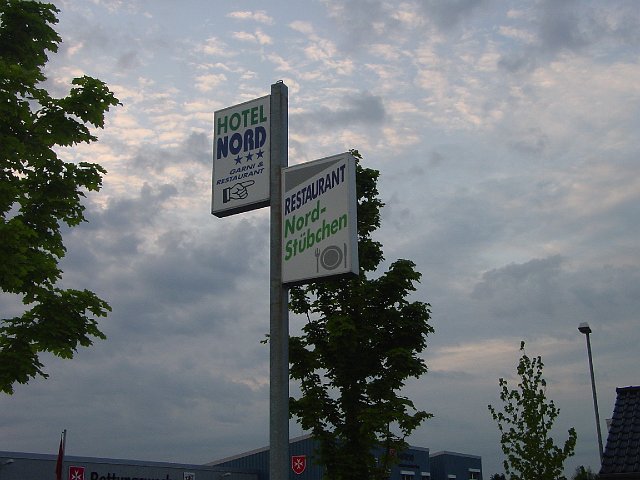 HOTEL
NORD
GARNI &
RESTAURANT
RESTAURANT
Nord-
Stübchen